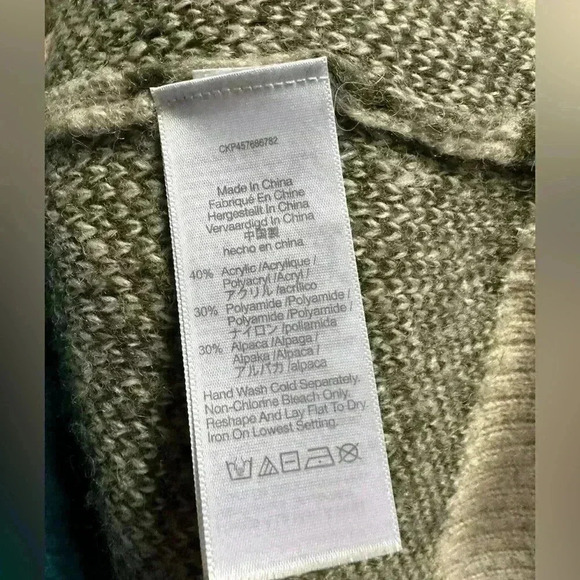 CKP457686782
Made In China
Fabriqué En Chine
Hergestellt In China
Vervaardigd In China
中国製
hecho en china
40% Acrylic /Acrylique /
Polyacryl /Acryl /
アクリル /acrílico
30% Polyamide /Polyamide /
Polyamide /Polyamide /
ナイロン /poliamida
30% Alpaca /Alpaga /
Alpaka /Alpaca /
アルパカ /alpaca
Hand Wash Cold Separately.
Non-Chlorine Bleach Only.
Reshape And Lay Flat To Dry.
Iron On Lowest Setting.